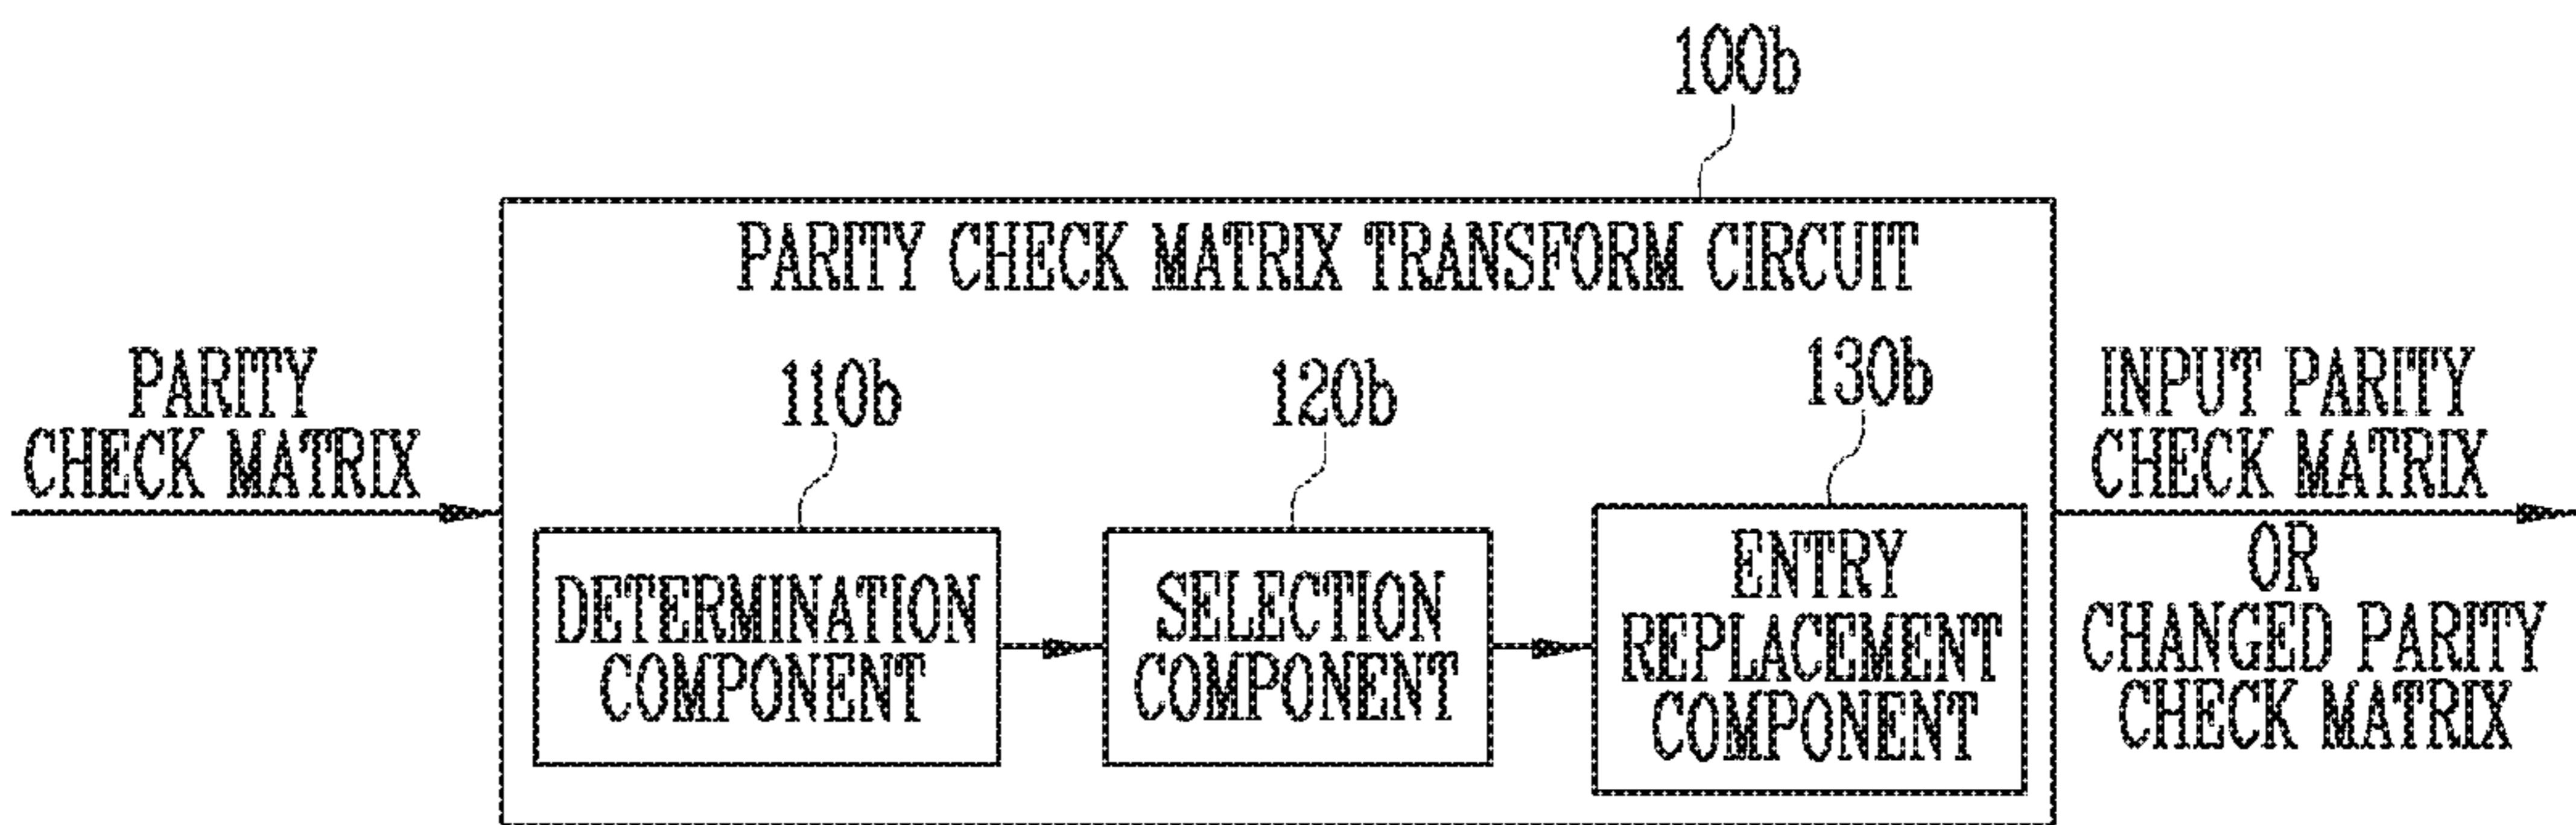 100b
PARITY CHECK MATRIX TRANSFORM CIRCUIT
PARITY
CHECK MATRIX
110b
120b
130b
DETERMINATION
COMPONENT
SELECTION
COMPONENT
ENTRY
REPLACEMENT
COMPONENT
INPUT PARITY
CHECK MATRIX
OR
CHANGED PARITY
CHECK MATRIX